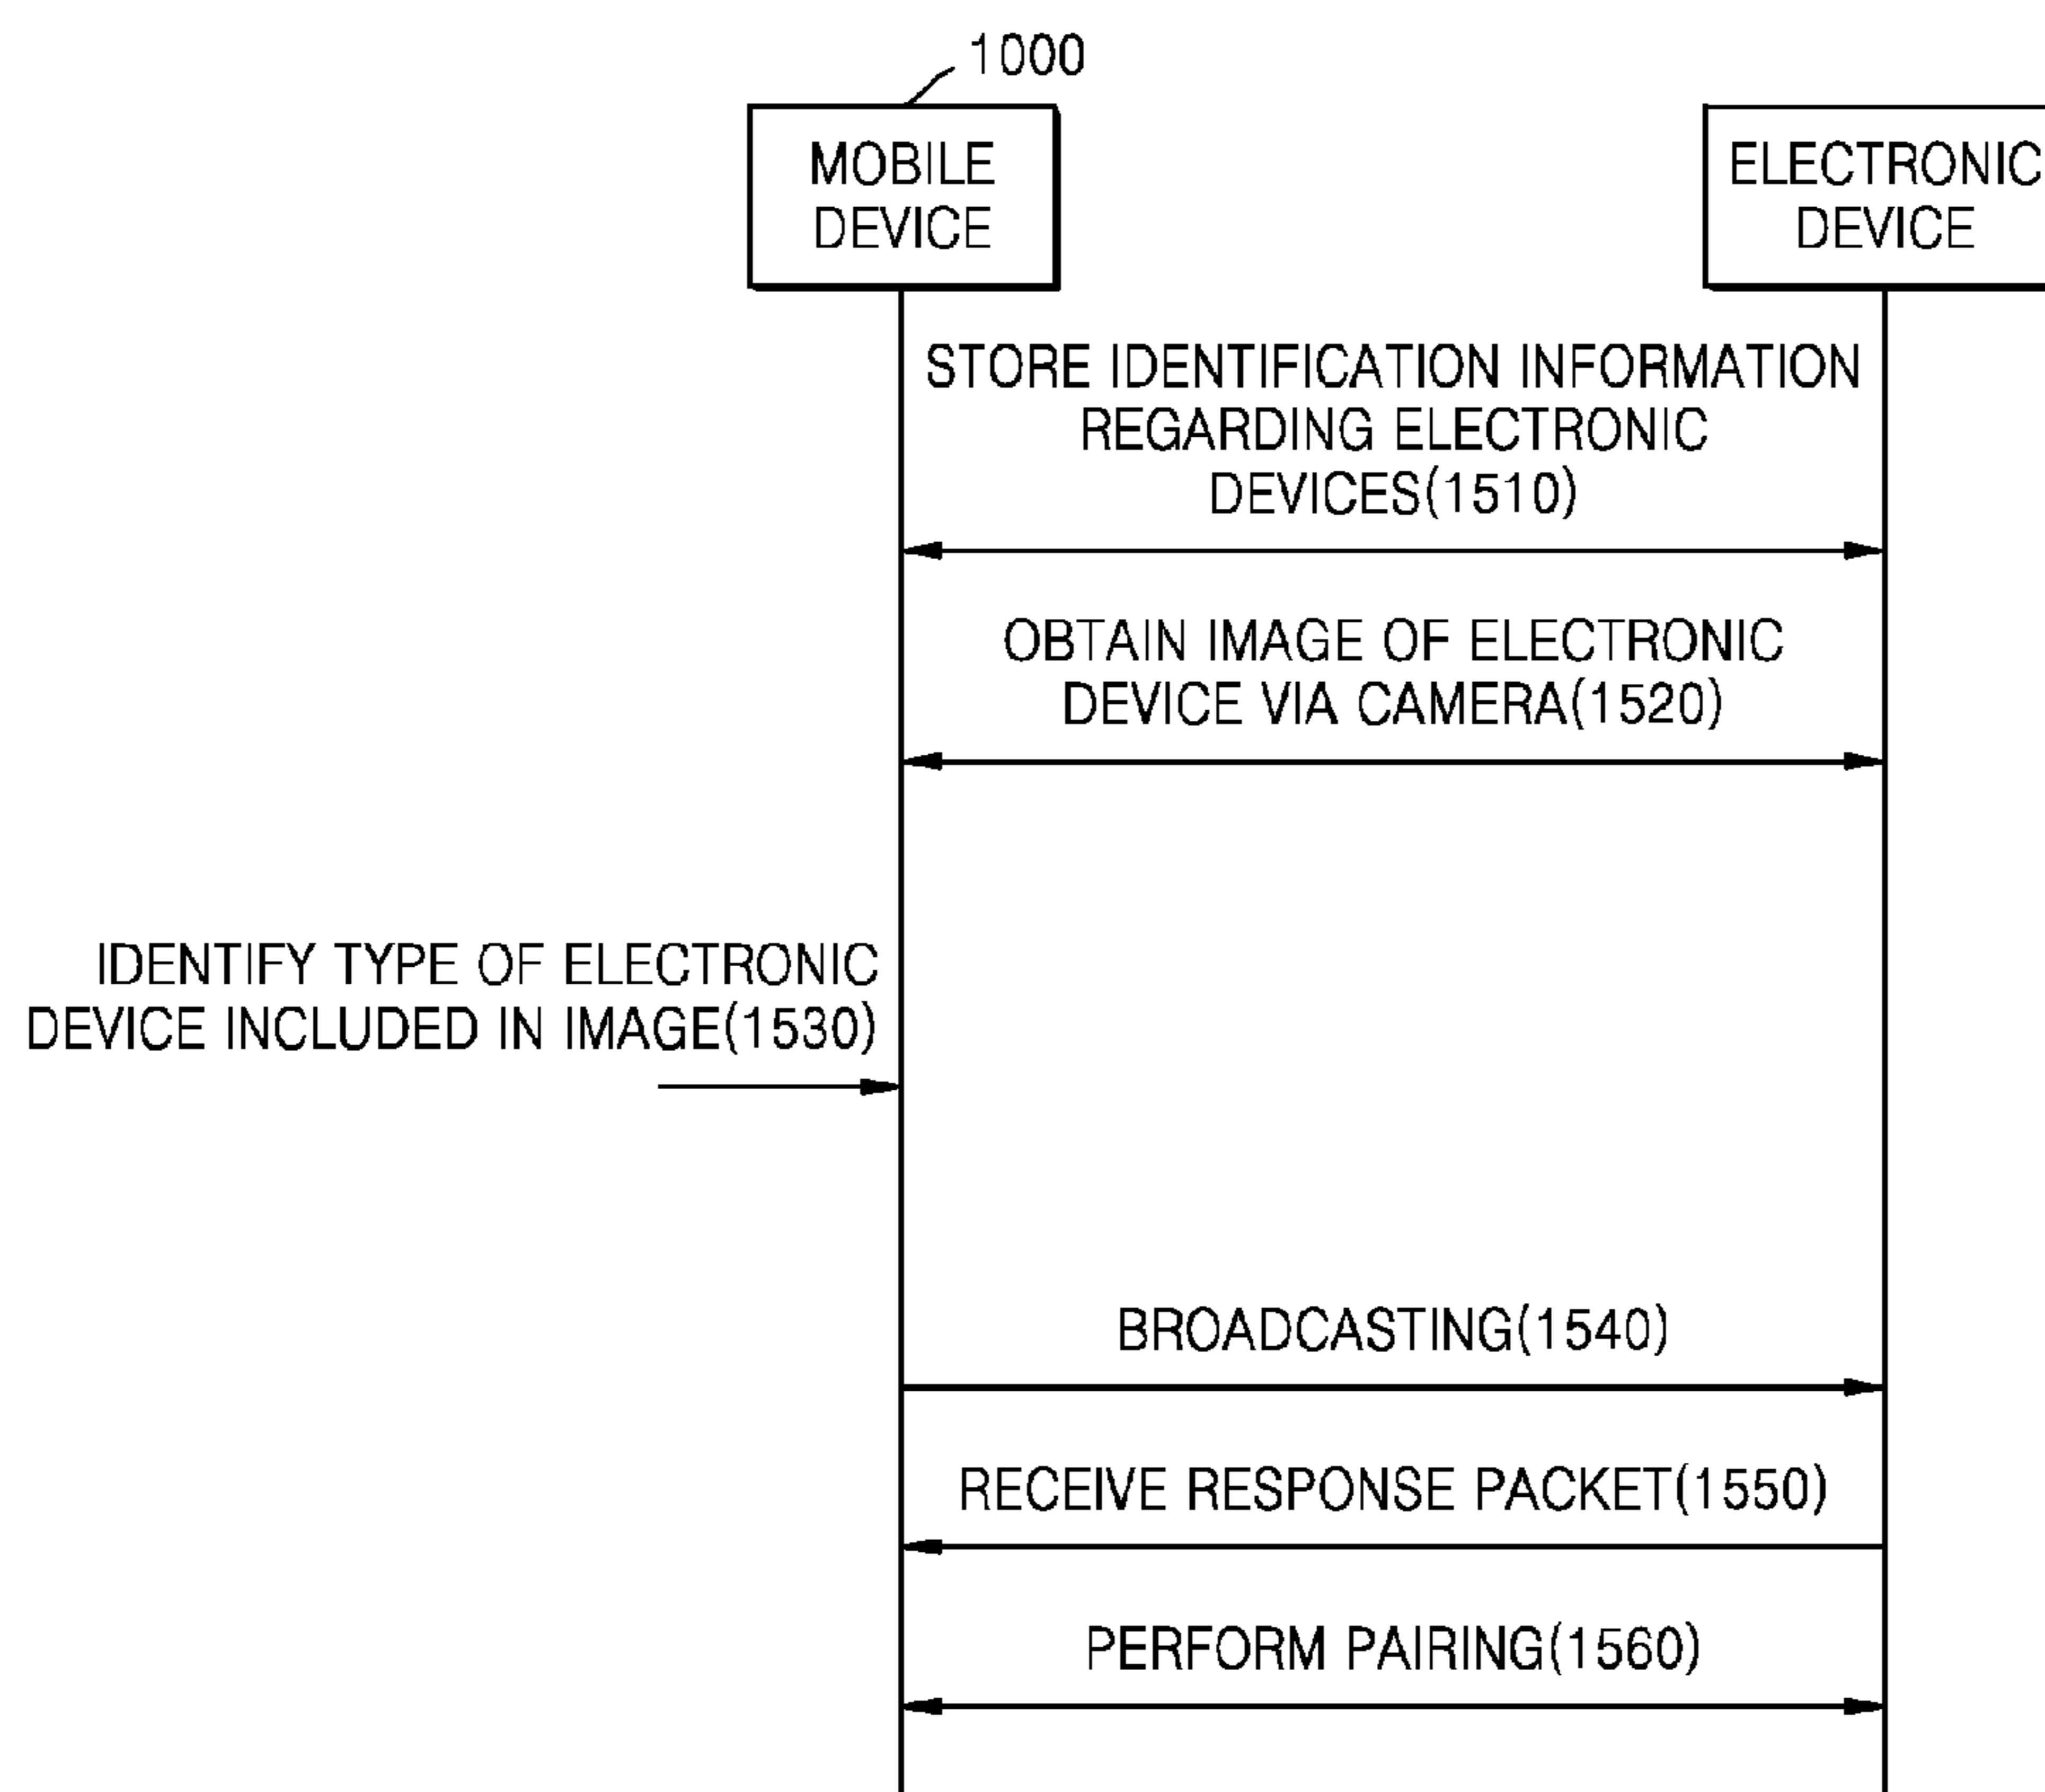 1000
MOBILE
DEVICE
ELECTRONIC
DEVICE
STORE IDENTIFICATION INFORMATION
REGARDING ELECTRONIC
DEVICES(1510)
OBTAIN IMAGE OF ELECTRONIC
DEVICE VIA CAMERA(1520)
IDENTIFY TYPE OF ELECTRONIC
DEVICE INCLUDED IN IMAGE(1530)
BROADCASTING(1540)
RECEIVE RESPONSE PACKET(1550)
PERFORM PAIRING(1560)